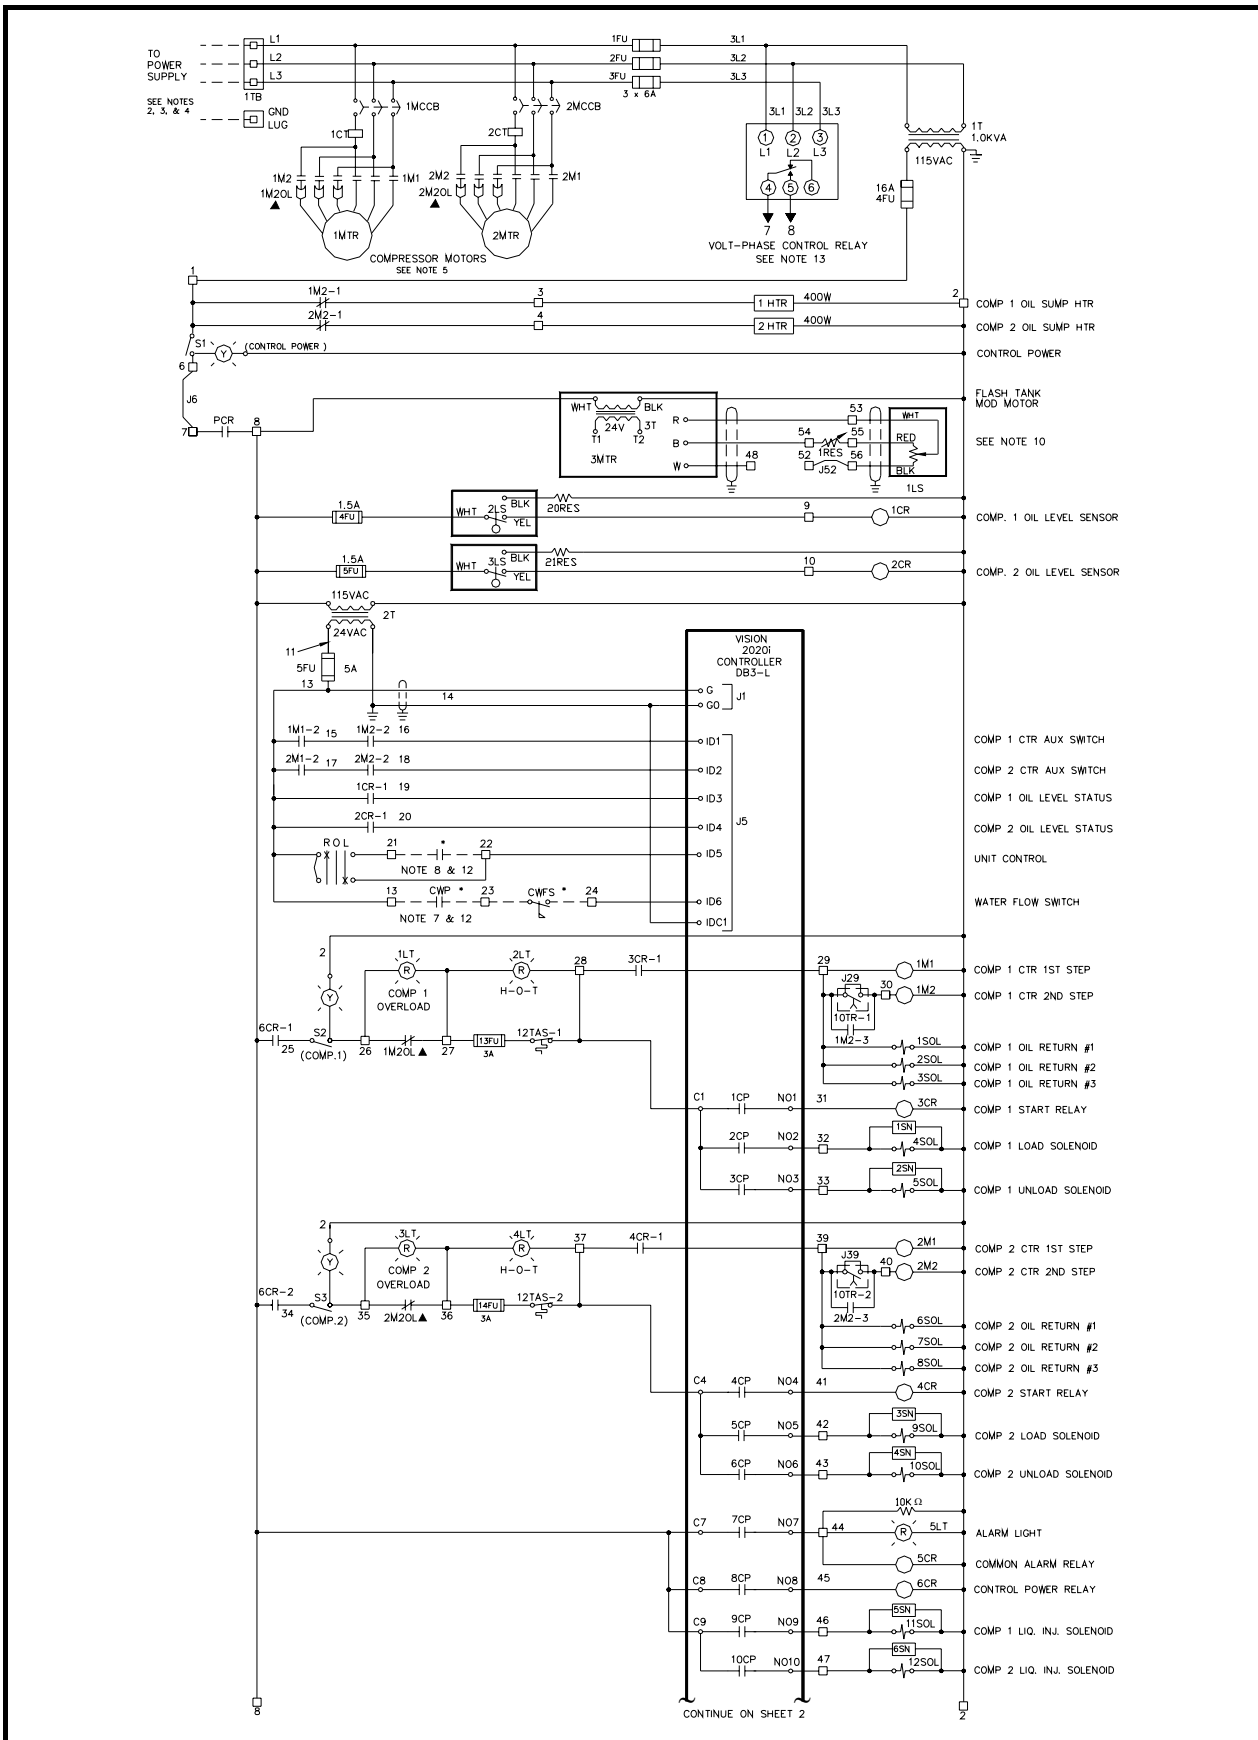 L1
1FU
3L1
TO
POWER
SUPPLY
L2
2FU
3L2
L3
3FU
3L3
1TB
3 x 6A
SEE NOTES
2, 3, & 4
GND
LUG
1MCCB
2MCCB
3L1 3L2 3L3
1T
1.0KVA
1CT
2CT
1 2 3
L1 L2 L3
115VAC
1M2
1M1
2M2
2M1
1M2OL
2M2OL
4 5 6
16A
4FU
1MTR
2MTR
7 8
COMPRESSOR MOTORS
SEE NOTE 5
VOLT-PHASE CONTROL RELAY
SEE NOTE 13
1
1M2-1
3
1 HTR
400W
2
COMP 1 OIL SUMP HTR
2M2-1
4
2 HTR
400W
COMP 2 OIL SUMP HTR
S1
Y
(CONTROL POWER )
CONTROL POWER
6
J6
FLASH TANK
MOD MOTOR
7
PCR
8
WHT
BLK
24V
3T
T1
T2
3MTR
R
B
W
48
53
54
55
1RES
52
56
J52
WHT
RED
BLK
1LS
SEE NOTE 10
1.5A
4FU
WHT
2LS
BLK
YEL
20RES
9
1CR
COMP. 1 OIL LEVEL SENSOR
1.5A
5FU
WHT
3LS
BLK
YEL
21RES
10
2CR
COMP. 2 OIL LEVEL SENSOR
115VAC
2T
24VAC
11
5FU
5A
13
14
VISION
2020i
CONTROLLER
DB3-L
G
G0
J1
1M1-2
15
1M2-2
16
ID1
COMP 1 CTR AUX SWITCH
2M1-2
17
2M2-2
18
ID2
COMP 2 CTR AUX SWITCH
1CR-1
19
ID3
COMP 1 OIL LEVEL STATUS
2CR-1
20
ID4
J5
COMP 2 OIL LEVEL STATUS
R O L
21
*
22
ID5
UNIT CONTROL
NOTE 8 & 12
13
CWP *
23
CWFS *
24
ID6
WATER FLOW SWITCH
NOTE 7 & 12
IDC1
2
1LT
R
2LT
R
28
3CR-1
29
1M1
COMP 1 CTR 1ST STEP
Y
COMP 1
OVERLOAD
H-O-T
J29
30
1M2
COMP 1 CTR 2ND STEP
10TR-1
1M2-3
6CR-1
25
S2
(COMP.1)
26
1M2OL
27
13FU
3A
12TAS-1
1SOL
COMP 1 OIL RETURN #1
2SOL
COMP 1 OIL RETURN #2
3SOL
COMP 1 OIL RETURN #3
C1
1CP
NO1
31
3CR
COMP 1 START RELAY
1SN
2CP
NO2
32
4SOL
COMP 1 LOAD SOLENOID
2SN
3CP
NO3
33
5SOL
COMP 1 UNLOAD SOLENOID
2
3LT
R
4LT
R
37
4CR-1
39
2M1
COMP 2 CTR 1ST STEP
Y
COMP 2
OVERLOAD
H-O-T
J39
40
2M2
COMP 2 CTR 2ND STEP
10TR-2
2M2-3
6CR-2
34
S3
(COMP.2)
35
2M2OL
36
14FU
3A
12TAS-2
6SOL
COMP 2 OIL RETURN #1
7SOL
COMP 2 OIL RETURN #2
8SOL
COMP 2 OIL RETURN #3
C4
4CP
NO4
41
4CR
COMP 2 START RELAY
3SN
5CP
NO5
42
9SOL
COMP 2 LOAD SOLENOID
4SN
6CP
NO6
43
10SOL
COMP 2 UNLOAD SOLENOID
10K Ω
C7
7CP
NO7
44
R
5LT
ALARM LIGHT
5CR
COMMON ALARM RELAY
C8
8CP
NO8
45
6CR
CONTROL POWER RELAY
5SN
C9
9CP
NO9
46
11SOL
COMP 1 LIQ. INJ. SOLENOID
6SN
10CP
NO10
47
12SOL
COMP 2 LIQ. INJ. SOLENOID
8
CONTINUE ON SHEET 2
2